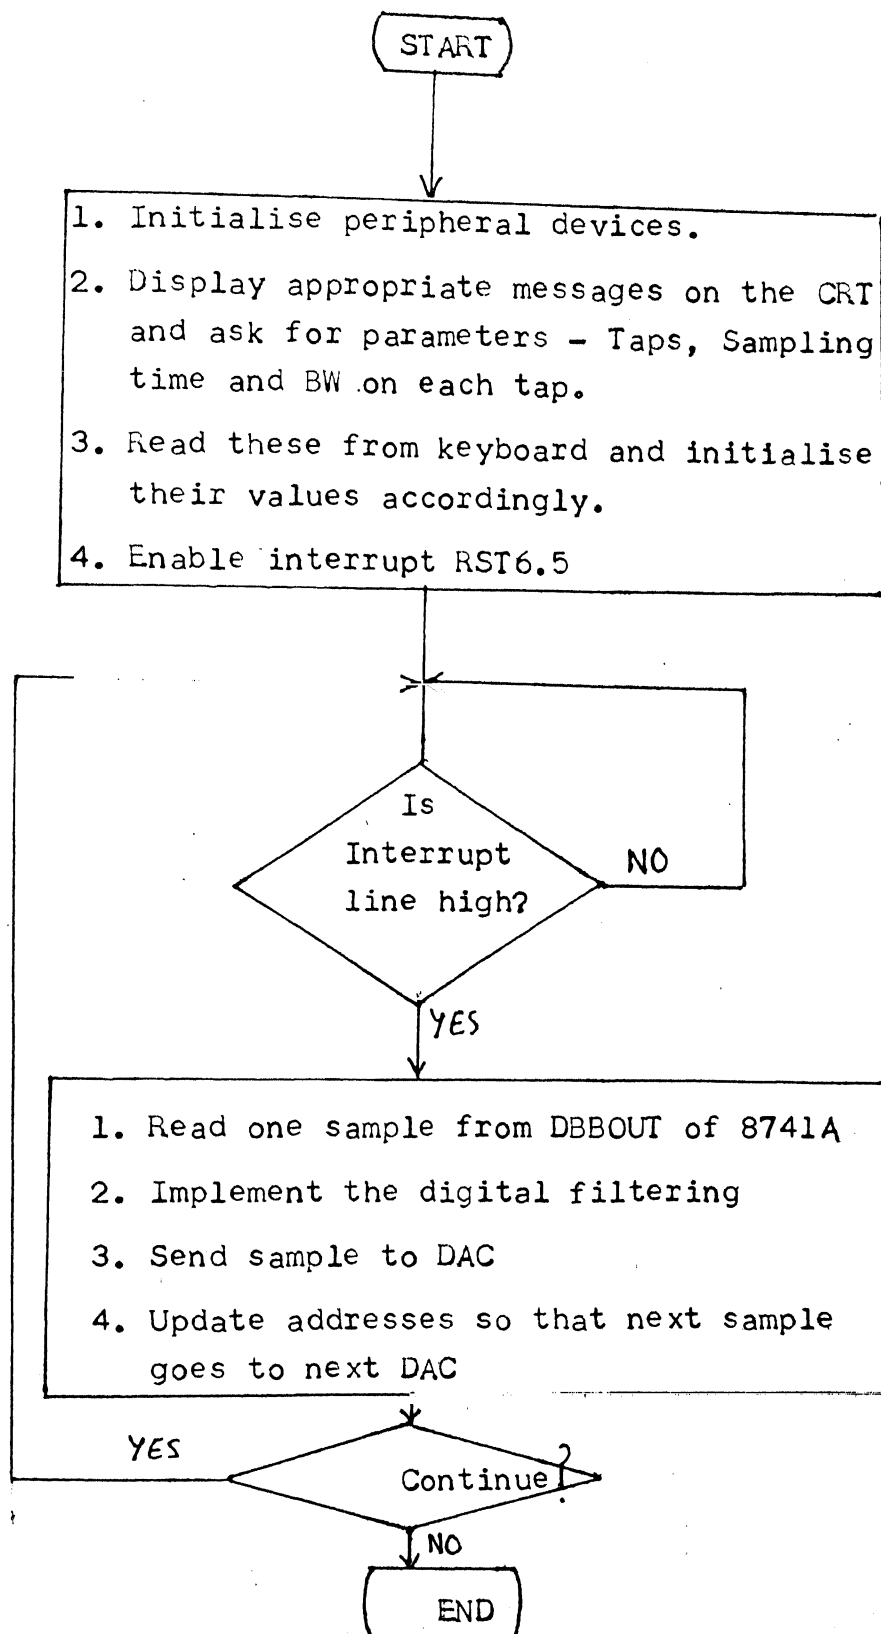 START
1. Initialise peripheral devices.
2. Display appropriate messages on the CRT
and ask for parameters - Taps, Sampling
time and BW on each tap.
3. Read these from keyboard and initialise
their values accordingly.
4. Enable interrupt RST6.5
Is
Interrupt
line high?
NO
YES
1. Read one sample from DBBOUT of 8741A
2. Implement the digital filtering
3. Send sample to DAC
4. Update addresses so that next sample
goes to next DAC
YES
Continue?
NO
END